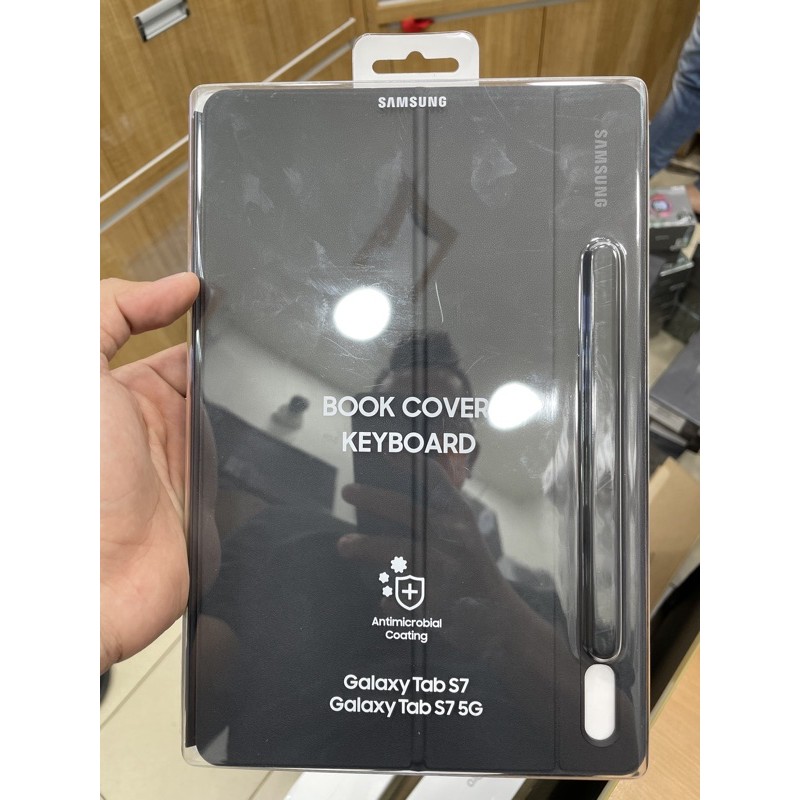 SAMSUNG
SAMSUNG
BOOK COVER
KEYBOARD
Antimicrobial
Coating
Galaxy Tab S7
Galaxy Tab S7 5G